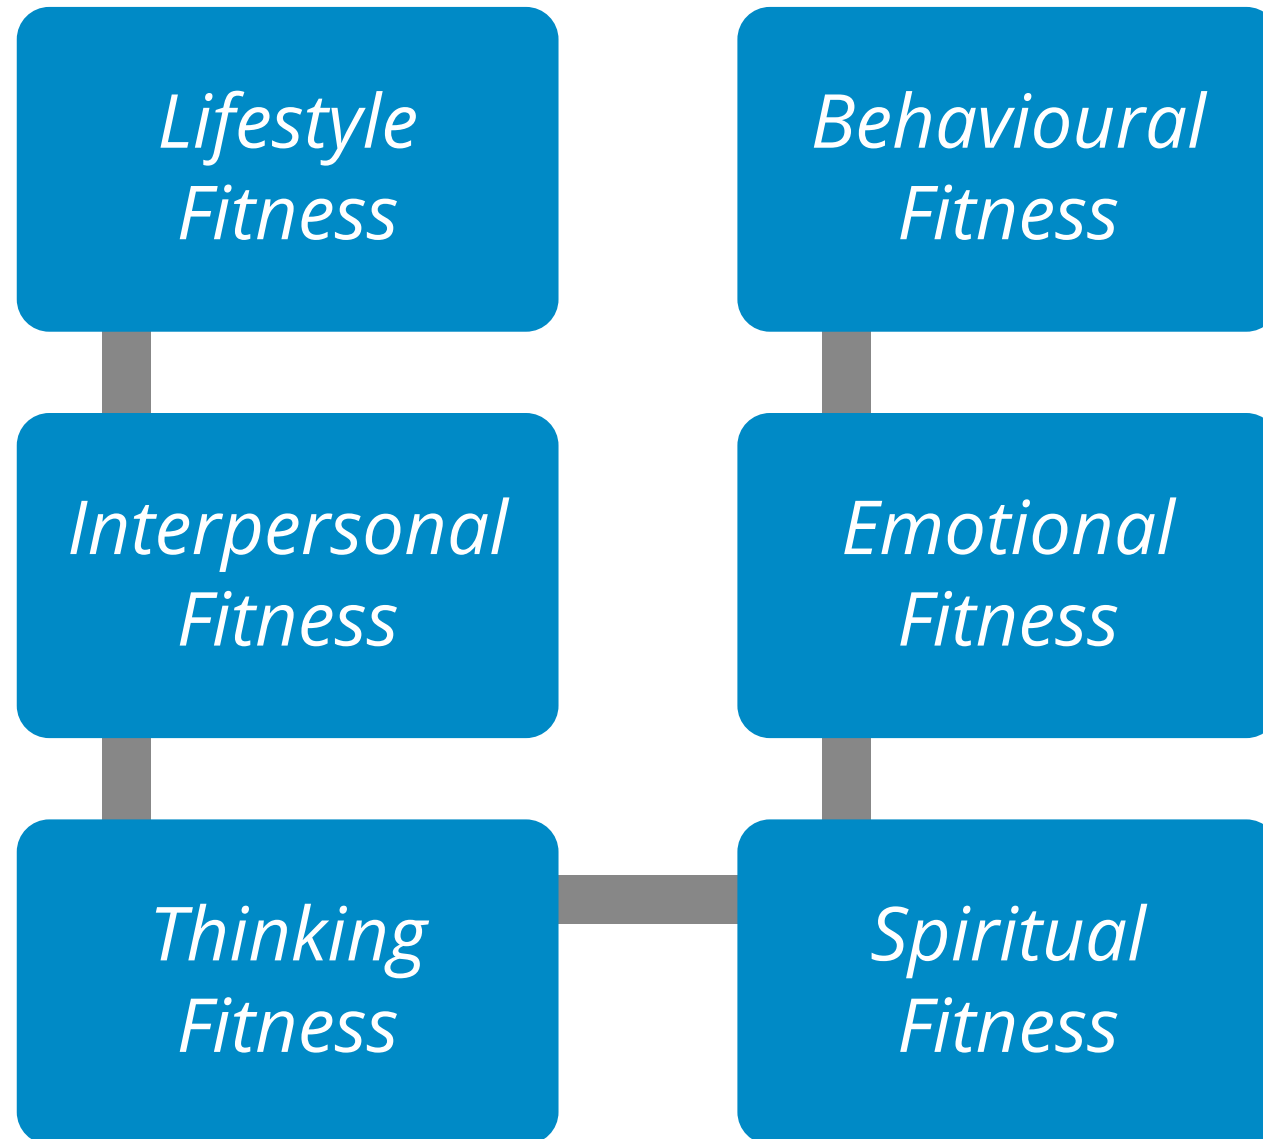 Lifestyle
Fitness
Interpersonal
Fitness
Thinking
Fitness
Spiritual
Fitness
Emotional
Fitness
Behavioural
Fitness